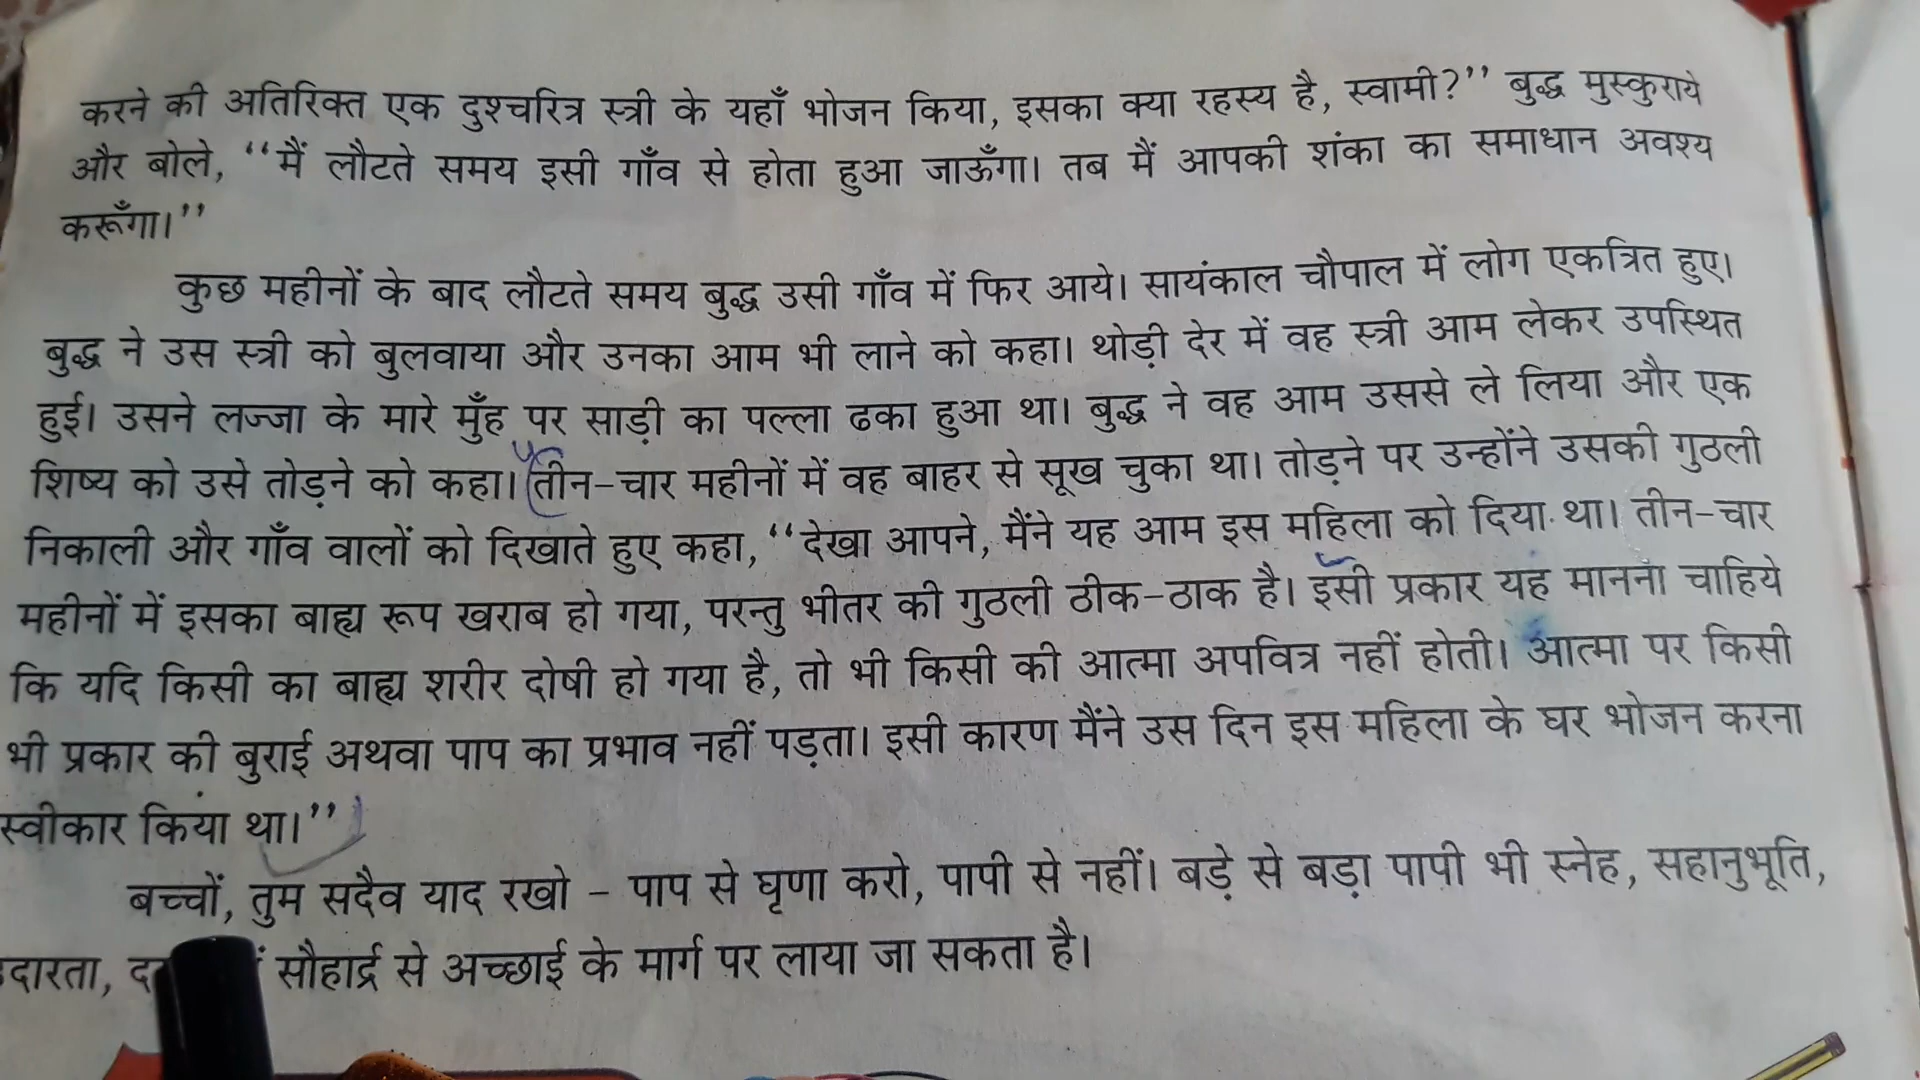 करने की अतिरिक्त एक दुश्चरित्र स्त्री के यहाँ भोजन किया, इसका क्या रहस्य है, स्वामी?’’ बुद्ध मुस्कुराये
और बोले, ‘‘मैं लौटते समय इसी गाँव से होता हुआ जाऊँगा। तब मैं आपकी शंका का समाधान अवश्य
करूँगा।’’
कुछ महीनों के बाद लौटते समय बुद्ध उसी गाँव में फिर आये। सायंकाल चौपाल में लोग एकत्रित हुए।
बुद्ध ने उस स्त्री को बुलवाया और उनका आम भी लाने को कहा। थोड़ी देर में वह स्त्री आम लेकर उपस्थित
हुई। उसने लज्जा के मारे मुँह पर साड़ी का पल्ला ढका हुआ था। बुद्ध ने वह आम उससे ले लिया और एक
शिष्य को उसे तोड़ने को कहा। तीन-चार महीनों में वह बाहर से सूख चुका था। तोड़ने पर उन्होंने उसकी गुठली
निकाली और गाँव वालों को दिखाते हुए कहा, ‘‘देखा आपने, मैंने यह आम इस महिला को दिया था। तीन-चार
महीनों में इसका बाह्य रूप खराब हो गया, परन्तु भीतर की गुठली ठीक-ठाक है। इसी प्रकार यह मानना चाहिये
कि यदि किसी का बाह्य शरीर दोषी हो गया है, तो भी किसी की आत्मा अपवित्र नहीं होती। आत्मा पर किसी
भी प्रकार की बुराई अथवा पाप का प्रभाव नहीं पड़ता। इसी कारण मैंने उस दिन इस महिला के घर भोजन करना
स्वीकार किया था।’’
बच्चों, तुम सदैव याद रखो - पाप से घृणा करो, पापी से नहीं। बड़े से बड़ा पापी भी स्नेह, सहानुभूति,
सौहार्द्र से अच्छाई के मार्ग पर लाया जा सकता है।